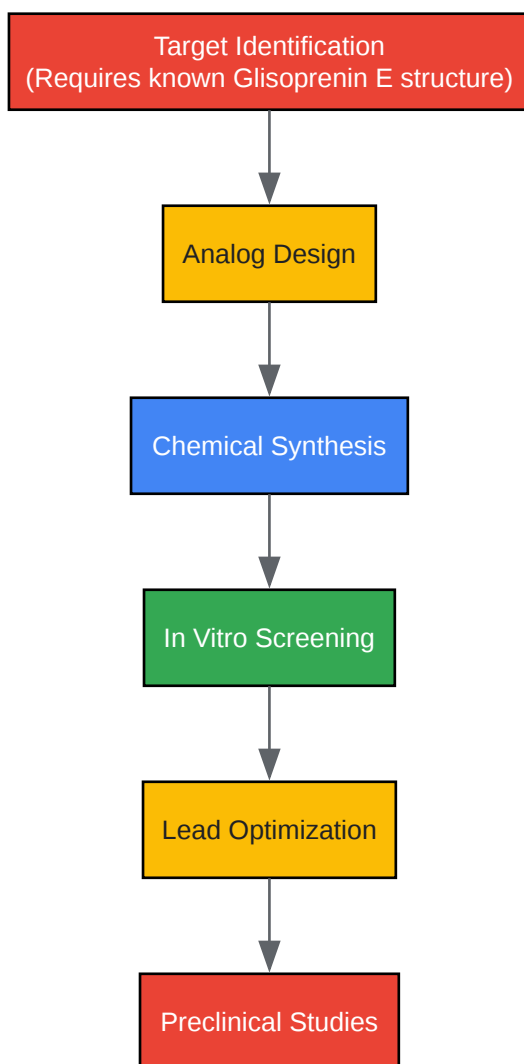 Target Identification
(Requires known Glisoprenin E structure)
Analog Design
Chemical Synthesis
In Vitro Screening
Lead Optimization
Preclinical Studies